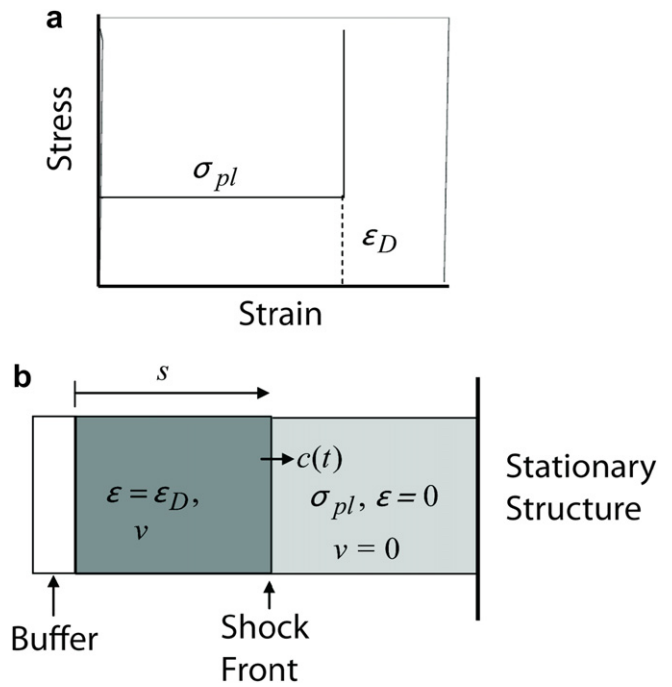 a
Stress
σpl
εD
Strain
b
s
c(t)
ε = εD,
v
σpl, ε = 0
v = 0
Stationary
Structure
Buffer
Shock
Front